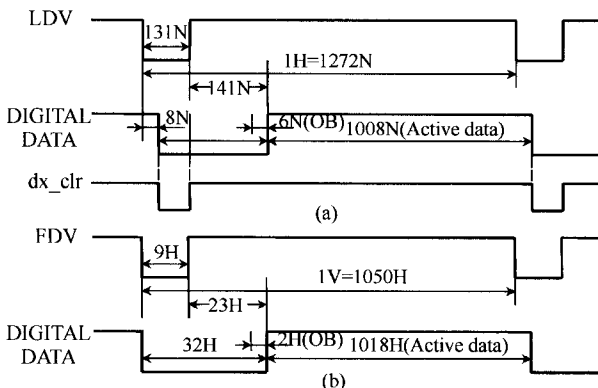 LDV
131N
1H=1272N
141N
DIGITAL
DATA
8N
6N(OB)
1008N(Active data)
dx_clr
(a)
FDV
9H
1V=1050H
23H
DIGITAL
DATA
32H
2H(OB)
1018H(Active data)
(b)